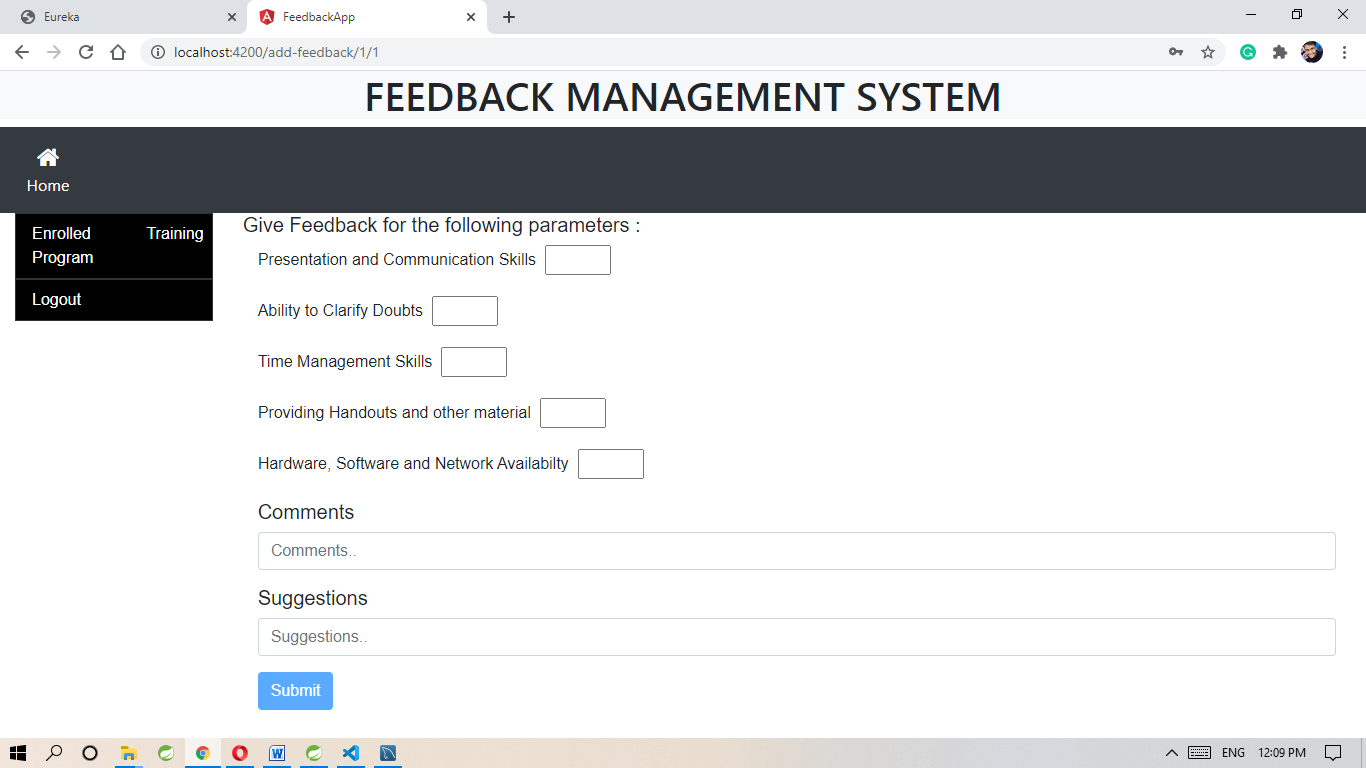 Eureka
FeedbackApp
localhost:4200/add-feedback/1/1
FEEDBACK MANAGEMENT SYSTEM
Home
Enrolled Training
Program
Logout
Give Feedback for the following parameters :
Presentation and Communication Skills
Ability to Clarify Doubts
Time Management Skills
Providing Handouts and other material
Hardware, Software and Network Availabilty
Comments
Comments..
Suggestions
Suggestions..
Submit
ENG
12:09 PM